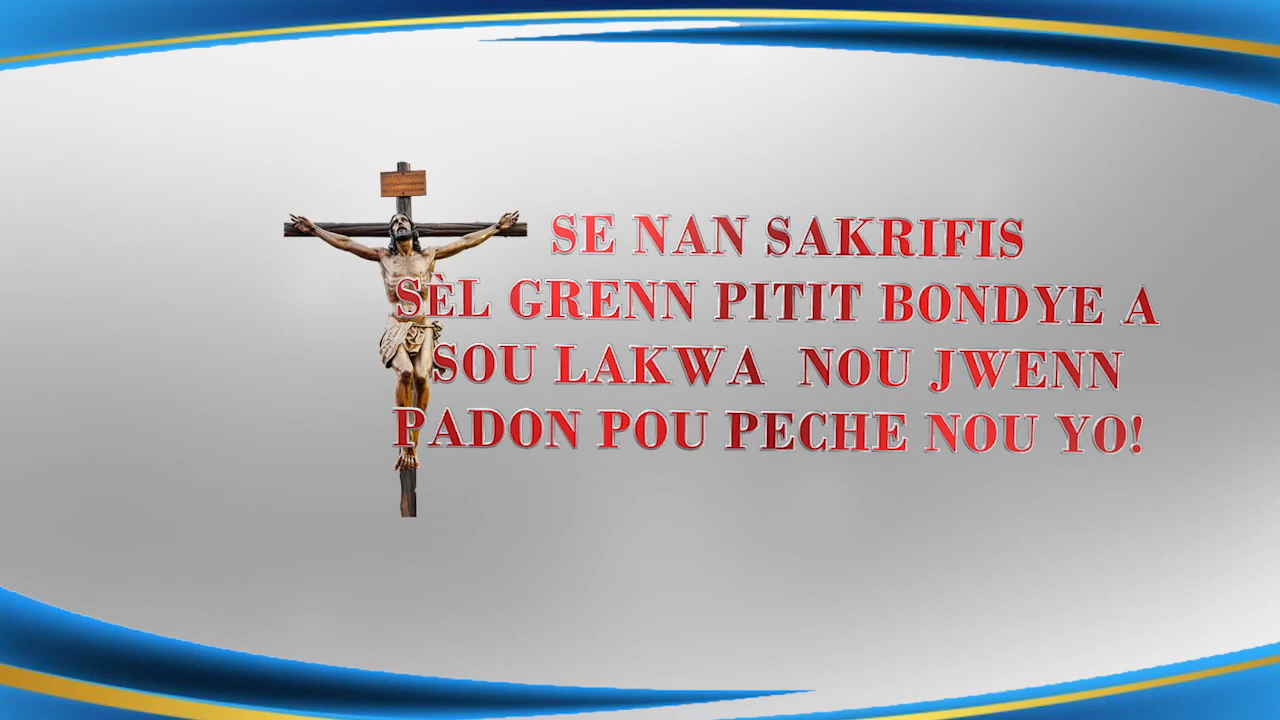 SE NAN SAKRIFIS
SÈL GRENN PITIT BONDYE A
SOU LAKWA NOU JWENN
PADON POU PECHE NOU YO!